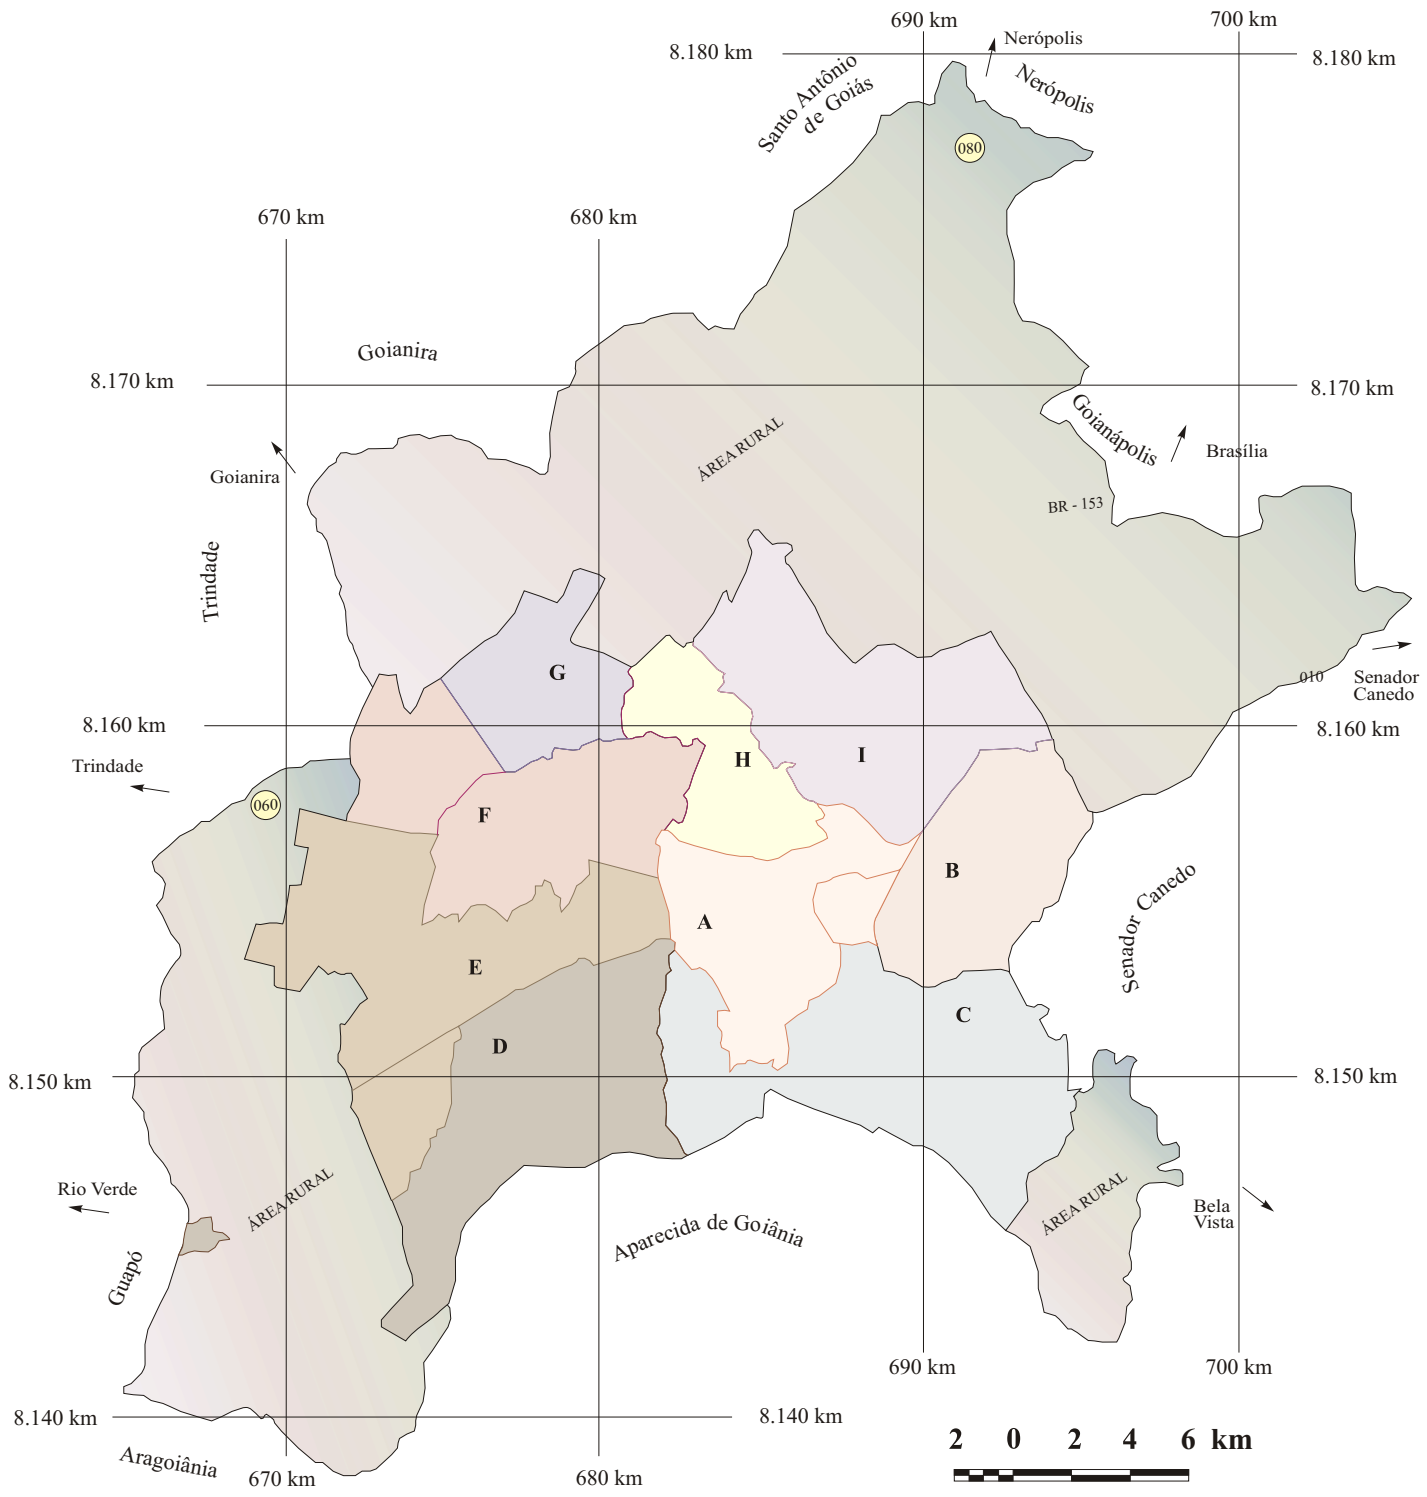 690 km
700 km
8.180 km
Nerópolis
8.180 km
Santo Antônio
de Goiás
Nerópolis
080
670 km
680 km
Goianira
8.170 km
8.170 km
Goianápolis
Brasília
ÁREA RURAL
Goianira
BR - 153
Trindade
G
010
Senador
Canedo
8.160 km
8.160 km
H
I
Trindade
060
F
B
Senador Canedo
A
E
C
D
8.150 km
8.150 km
Rio Verde
ÁREA RURAL
ÁREA RURAL
Bela
Vista
Aparecida de Goiânia
Guapó
690 km
700 km
8.140 km
8.140 km
2 0 2 4 6 km
Aragoiânia
670 km
680 km